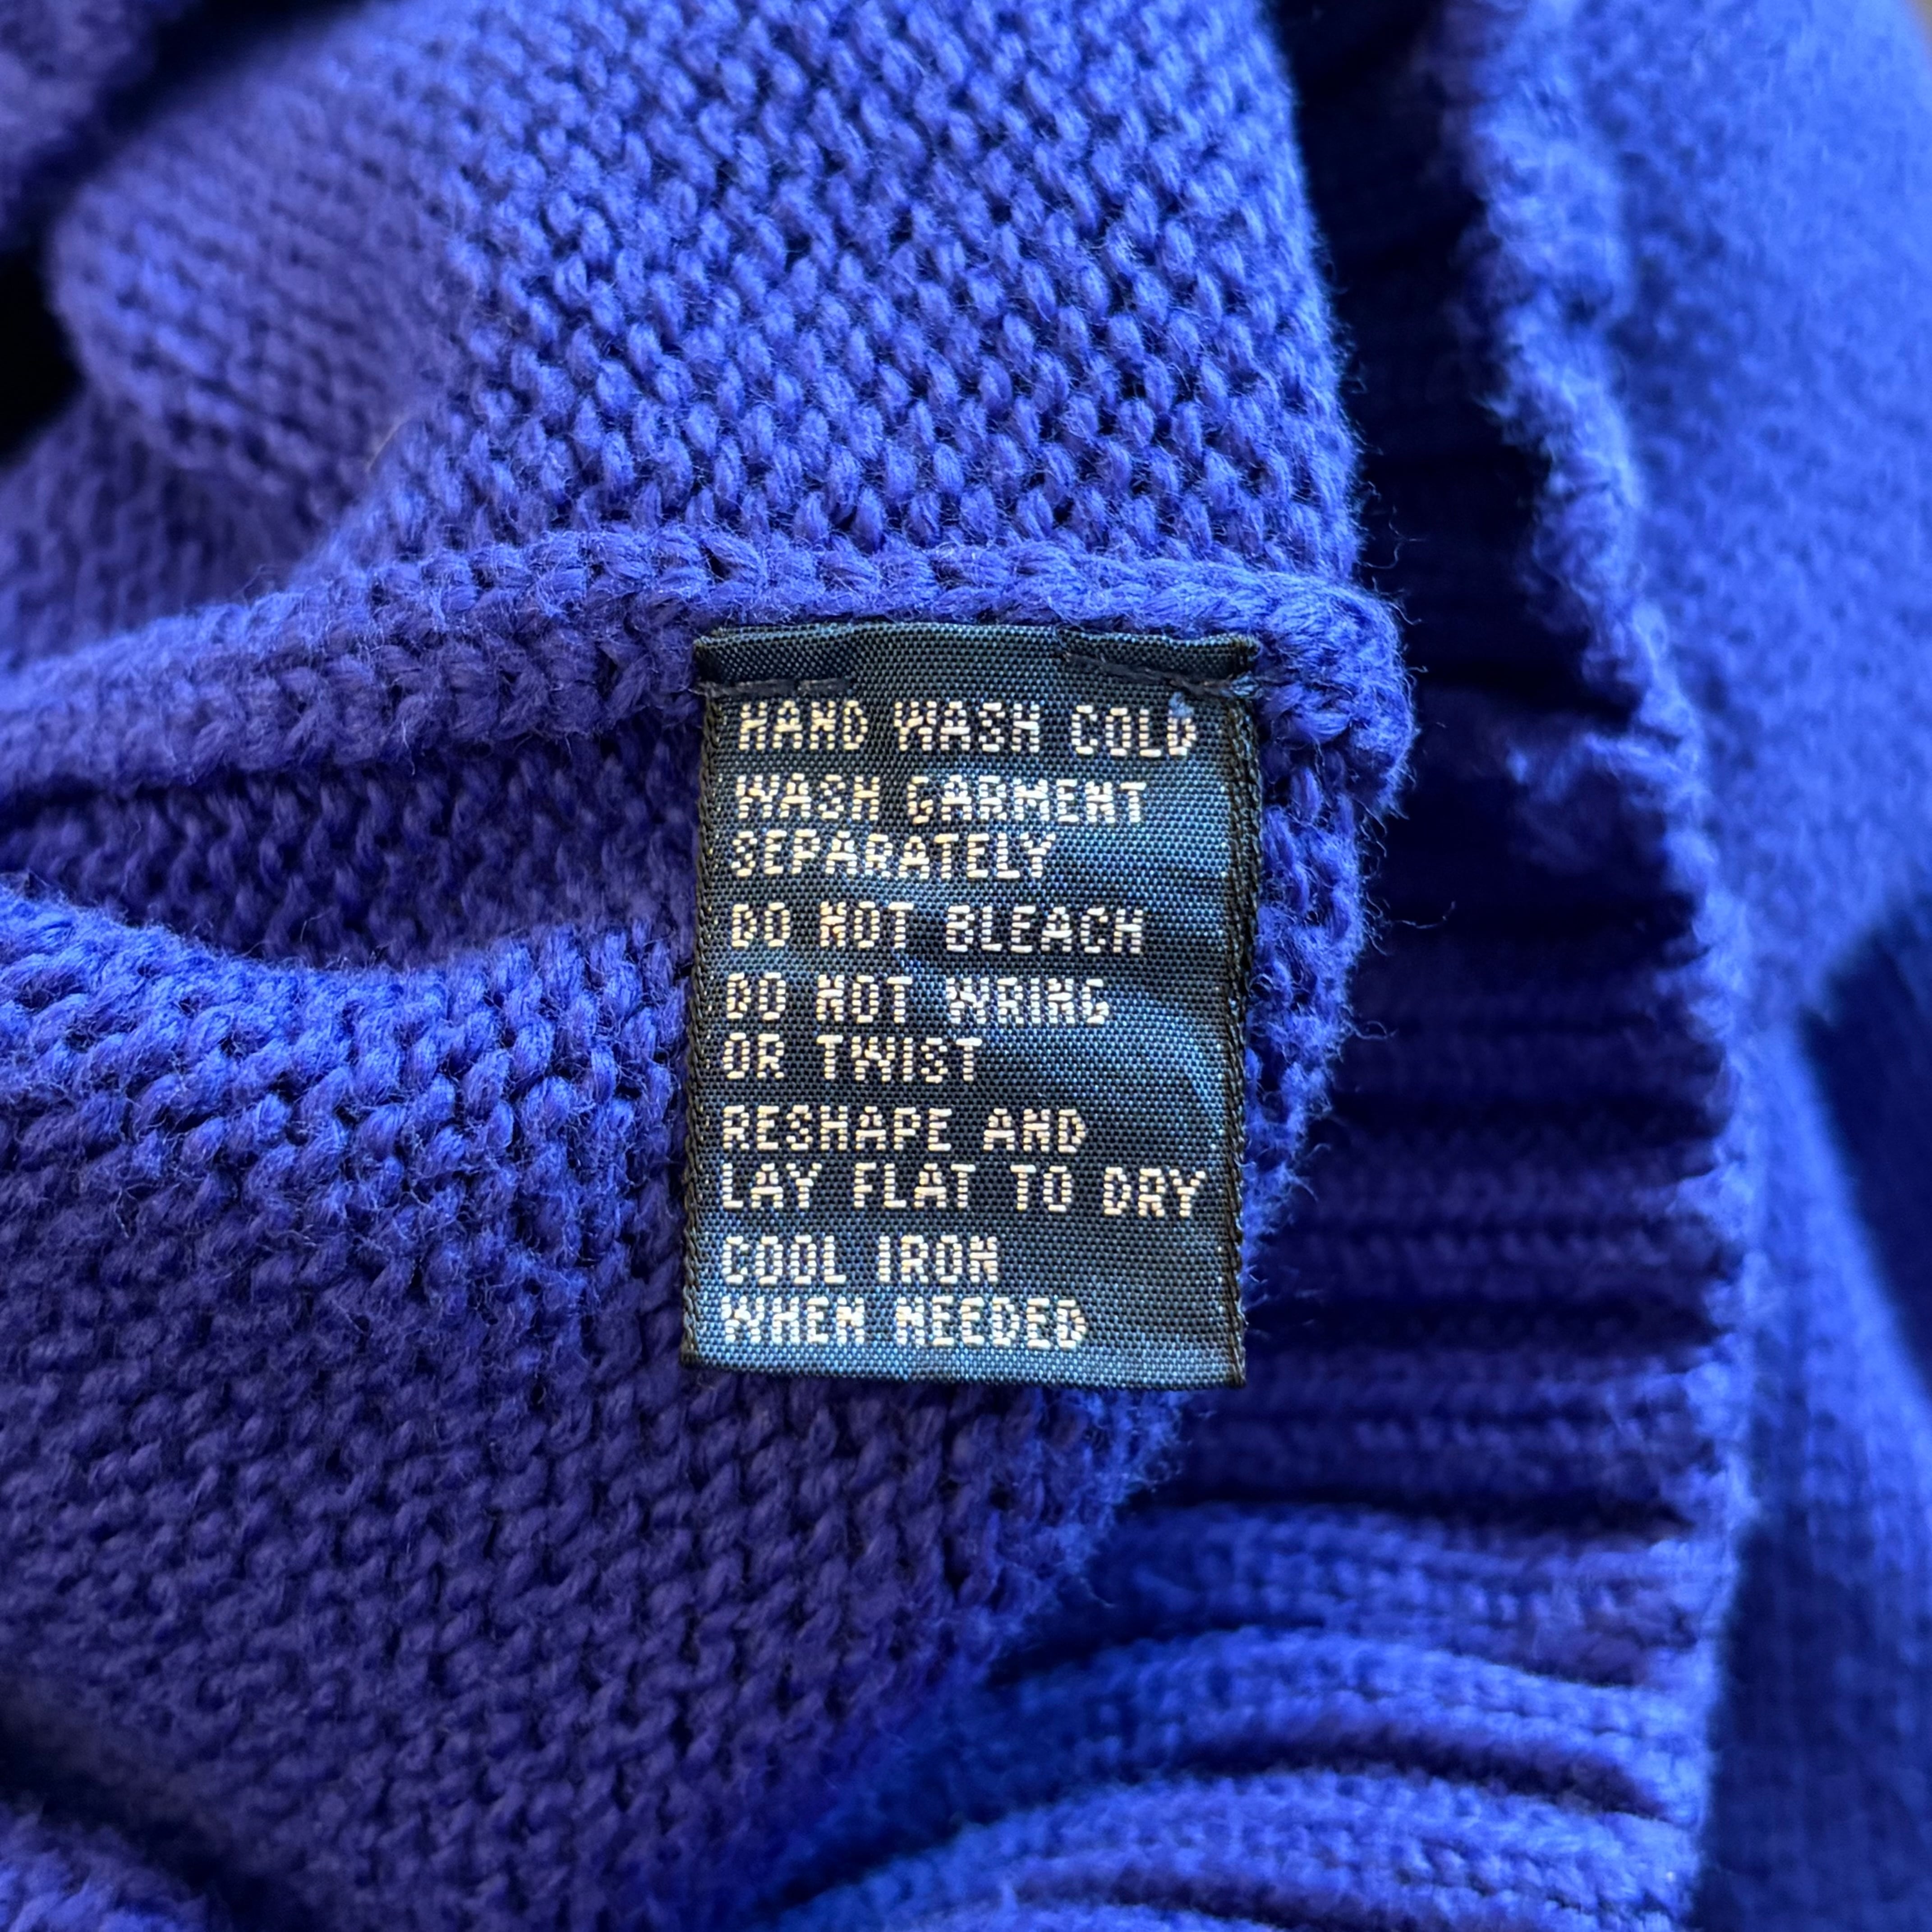 HAND WASH COLD
WASH GARMENT
SEPARATELY
DO NOT BLEACH
DO NOT WRING
OR TWIST
RESHAPE AND
LAY FLAT TO DRY
COOL IRON
WHEN NEEDED